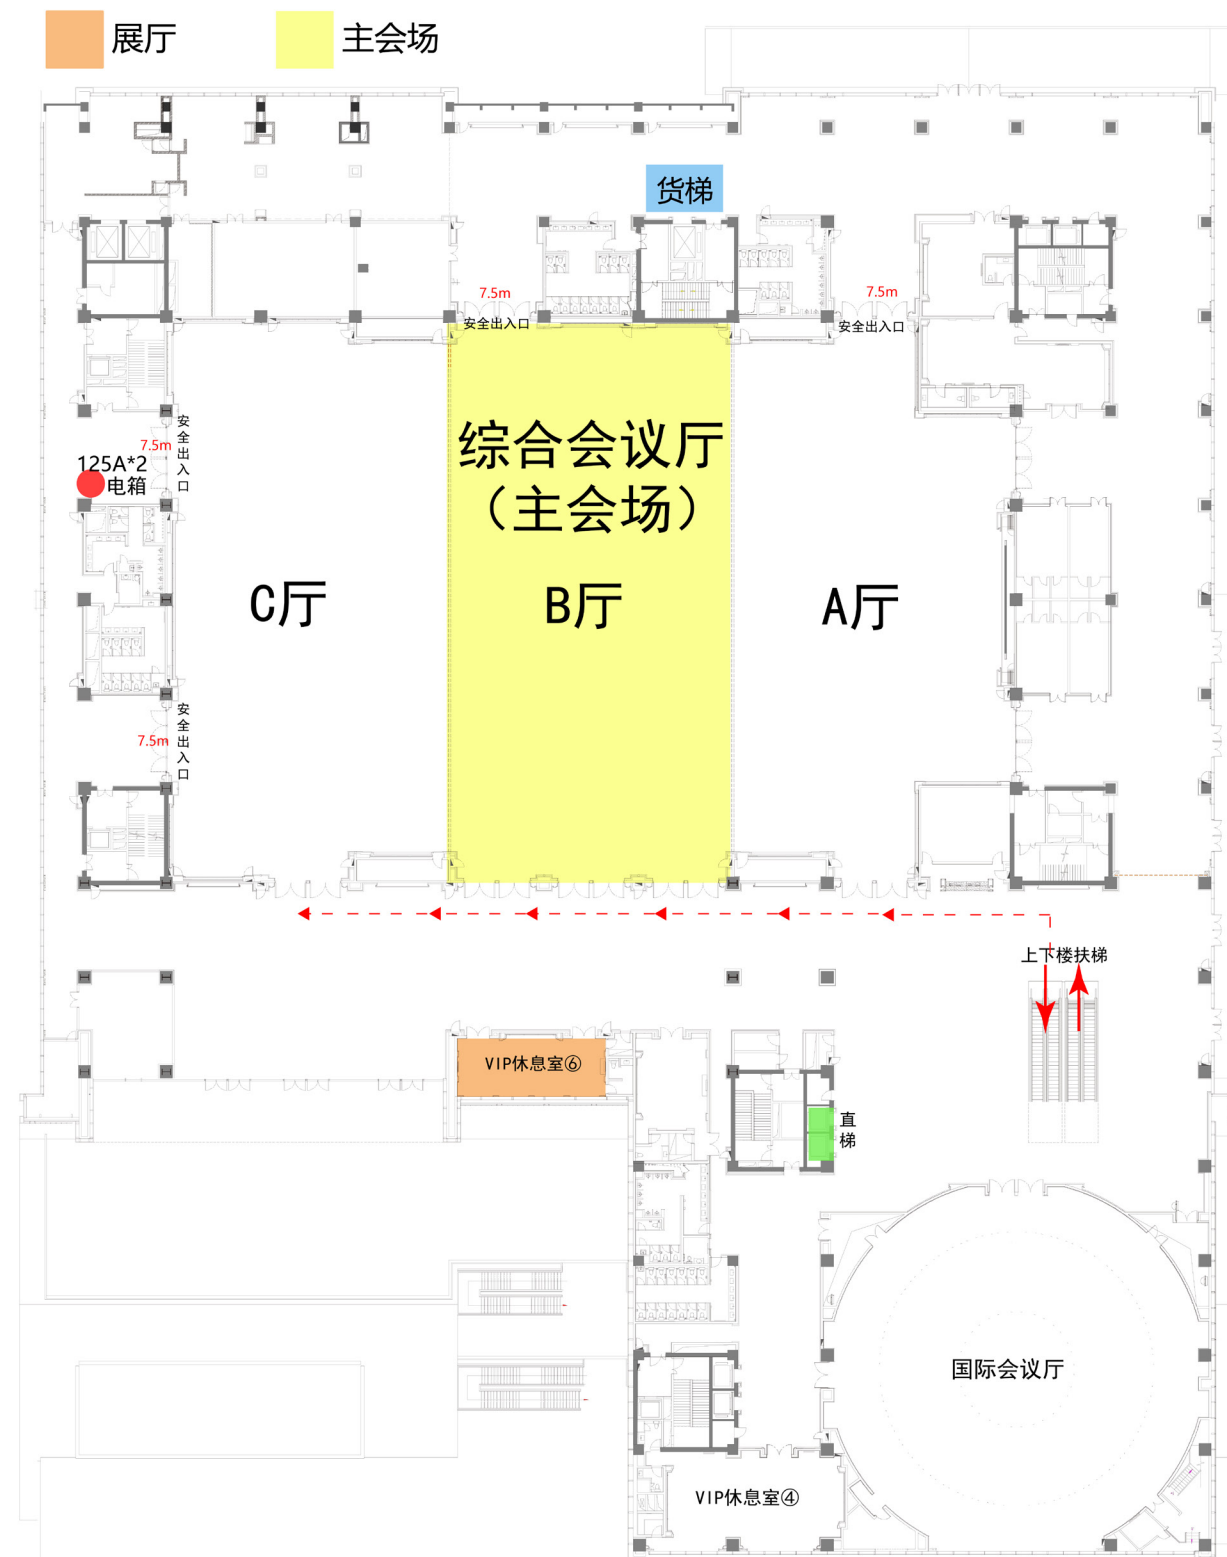 展厅
主会场
货梯
7.5m
安全出入口
7.5m
安全出入口
安全出入口
7.5m
125A*2
电箱
综合会议厅
（主会场）
C厅
B厅
A厅
安全出入口
7.5m
上下楼扶梯
VIP休息室⑥
直梯
国际会议厅
VIP休息室④